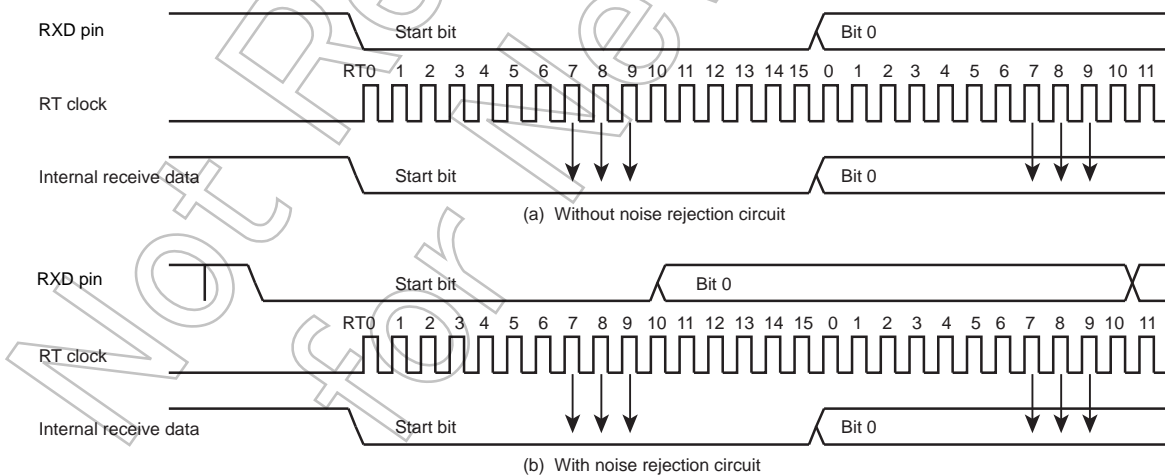 RXD pin
Start bit
Bit 0
RT0 1 2 3 4 5 6 7 8 9 10 11 12 13 14 15 0 1 2 3 4 5 6 7 8 9 10 11
RT clock
Internal receive data
Start bit
Bit 0
(a) Without noise rejection circuit
RXD pin
Start bit
Bit 0
RT0 1 2 3 4 5 6 7 8 9 10 11 12 13 14 15 0 1 2 3 4 5 6 7 8 9 10 11
RT clock
Internal receive data
Start bit
Bit 0
(b) With noise rejection circuit
Not Re
for New